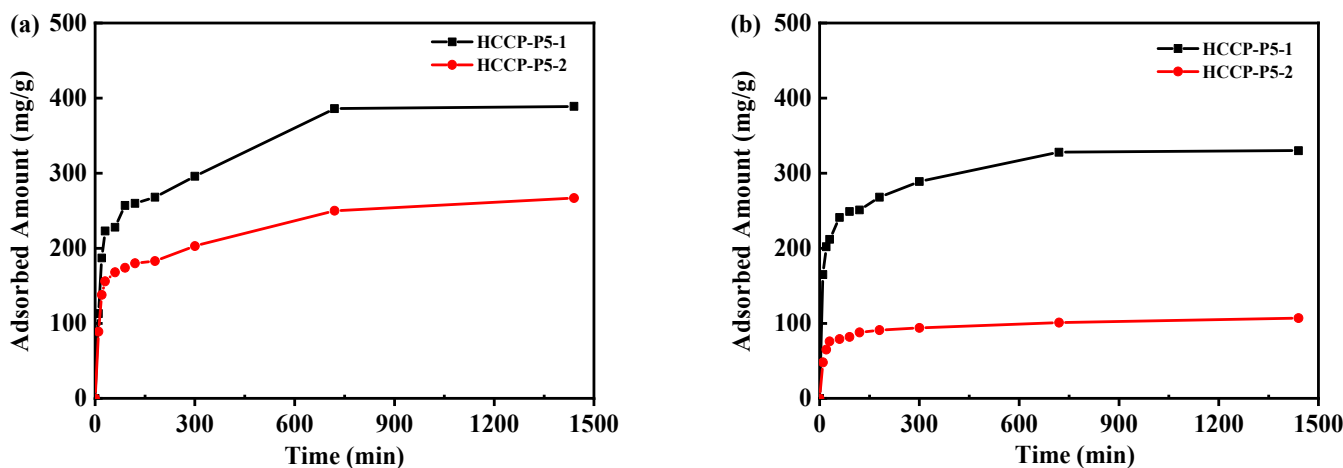 (a)
HCCP-P5-1
HCCP-P5-2
Adsorbed Amount (mg/g)
500
400
300
200
100
0
0 300 600 900 1200 1500
Time (min)
(b)
HCCP-P5-1
HCCP-P5-2
Adsorbed Amount (mg/g)
500
400
300
200
100
0
0 300 600 900 1200 1500
Time (min)